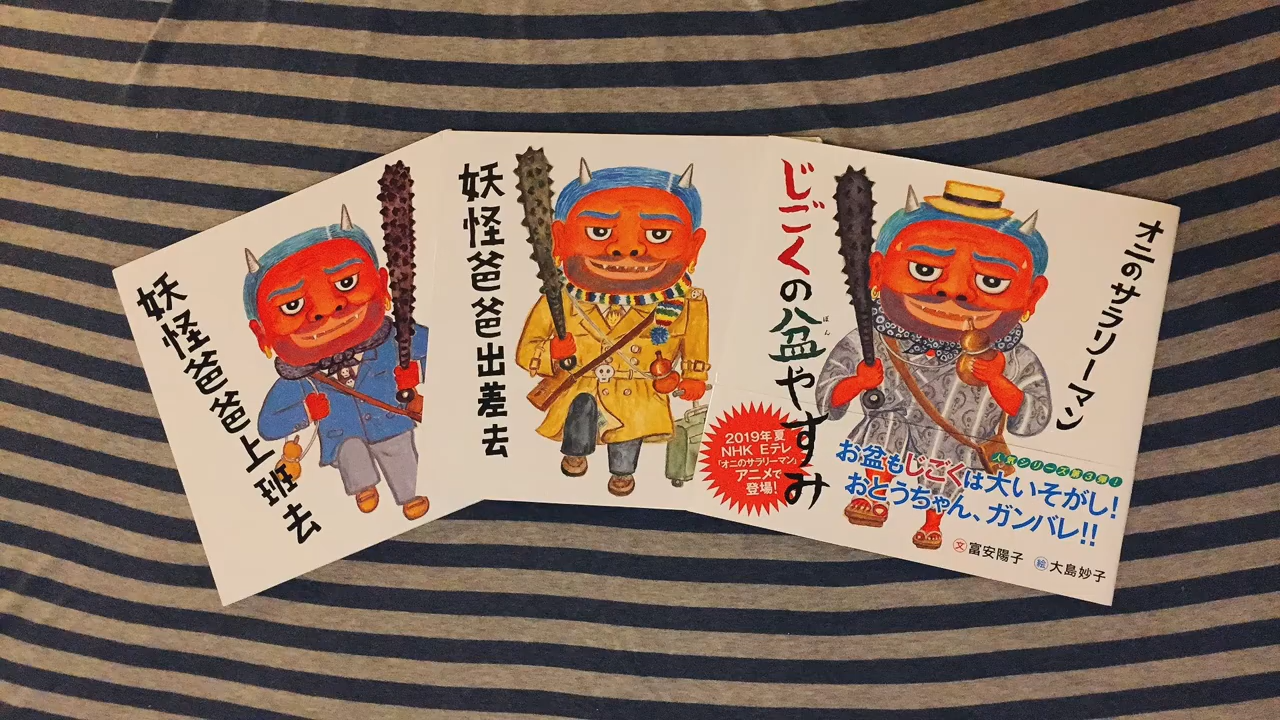 妖怪爸爸上班去
妖怪爸爸出差去
オニのサラリーマン
じごくの盆やすみ
ぼん
2019年夏
NHK Eテレ
「オニのサラリーマン」
アニメで
登場!
人気シリーズ第3弾!
お盆もじごくは大いそがし!
おとうちゃん、ガンバレ!!
文 富安陽子 絵 大島妙子